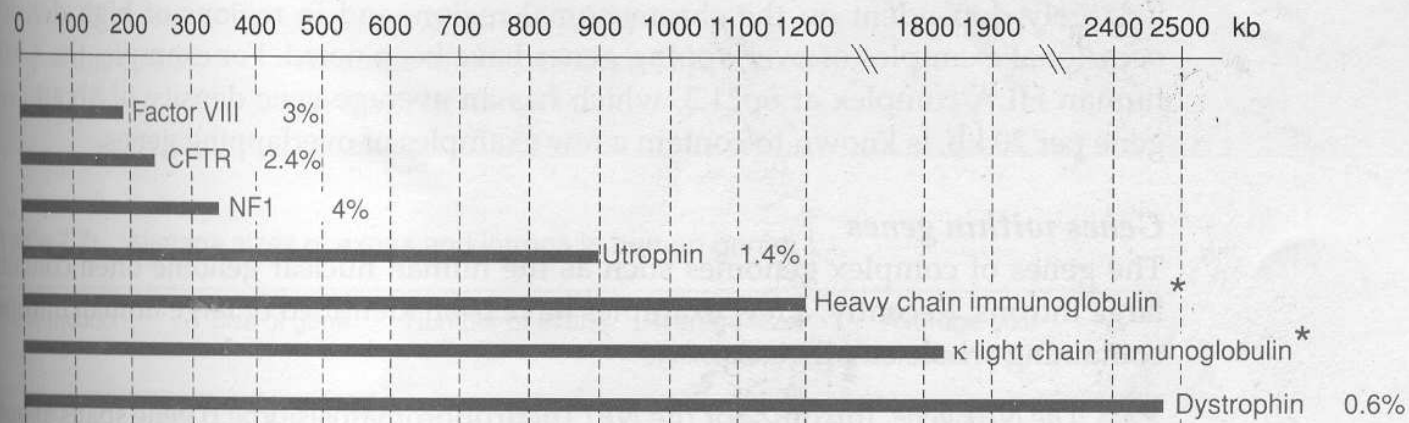 0 100 200 300 400 500 600 700 800 900 1000 1100 1200 1800 1900 2400 2500 kb
Factor VIII 3%
CFTR 2.4%
NF1 4%
Utrophin 1.4%
Heavy chain immunoglobulin *
κ light chain immunoglobulin *
Dystrophin 0.6%